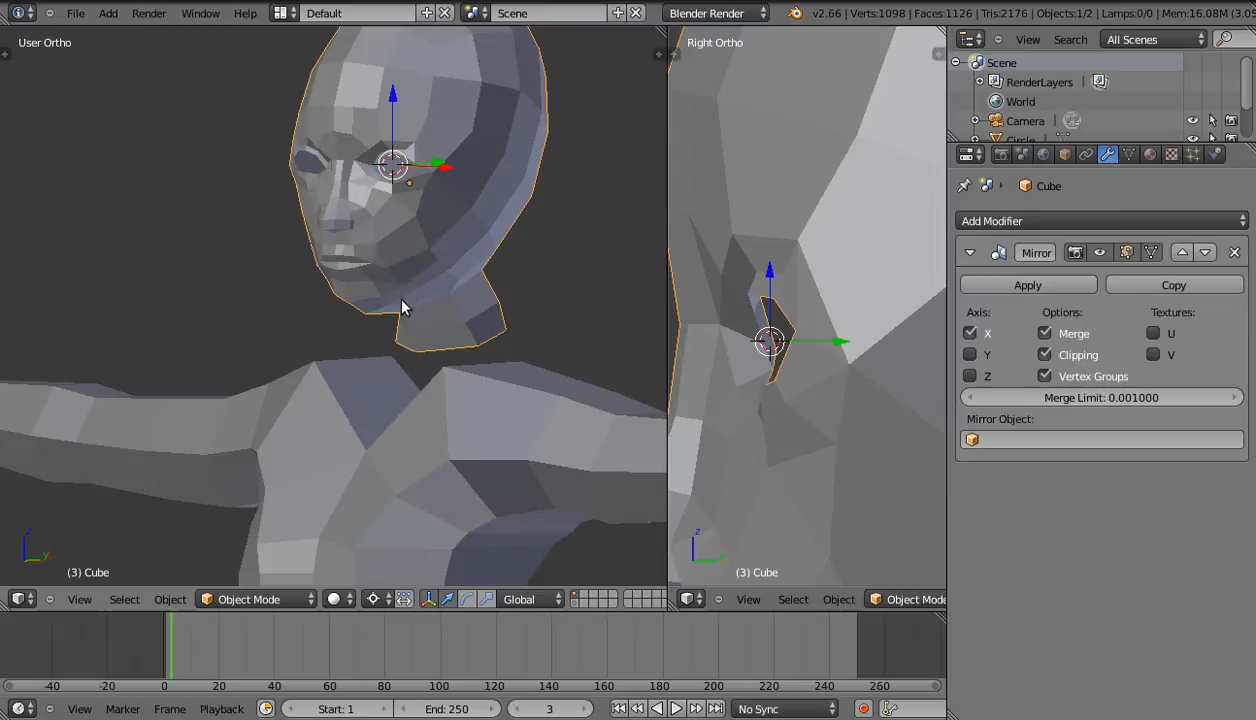 File Add Render Window Help Default Scene Blender Render v2.66 | Verts:1098 | Faces:1126 | Tris:2176 | Objects:1/2 | Lamps:0/0 | Mem:16.08M (3.05
User Ortho
Right Ortho
View Search All Scenes
Scene
RenderLayers
World
Camera
Circle
Cube
Add Modifier
Mirror
Apply Copy
Axis: Options: Textures:
X Merge U
Y Clipping V
Z Vertex Groups
Merge Limit: 0.001000
Mirror Object:
z
y
(3) Cube
z
y
(3) Cube
View Select Object Object Mode Global
View Select Object Object Mode
-40 -20 0 20 40 60 80 100 120 140 160 180 200 220 240 260
View Marker Frame Playback Start: 1 End: 250 3 No Sync